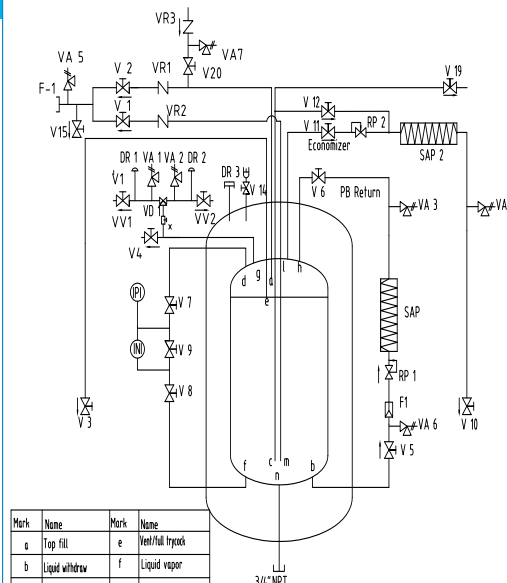 VR3
VA7
VA 5
V 2
VR1
V20
V 19
F-1
V 1
VR2
V 12
RP 2
V 11
V15
Economizer
SAP 2
DR 1
VA 1
VA 2
DR 2
DR 3
V 14
V1
V 6
PB Return
VV1
VD 1
VV2
VA 3
VA
x
V4
g
a
l
h
d
e
IPI
V 7
SAP
INI
V 9
RP 1
V 8
F1
V 3
VA 6
V 10
V 5
f
c
m
b
n
3/4"NPT
Mark Name Mark Name
a Top fill e Vent/full trycock
b Liquid withdraw f Liquid vapor